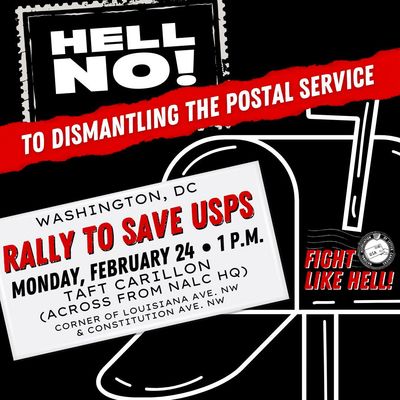 HELL
NO!
TO DISMANTLING THE POSTAL SERVICE
WASHINGTON, DC
RALLY TO SAVE USPS
MONDAY, FEBRUARY 24 • 1 P.M.
TAFT CARILLON
(ACROSS FROM NALC HQ)
CORNER OF LOUISIANA AVE. NW
& CONSTITUTION AVE. NW
FIGHT
LIKE HELL!